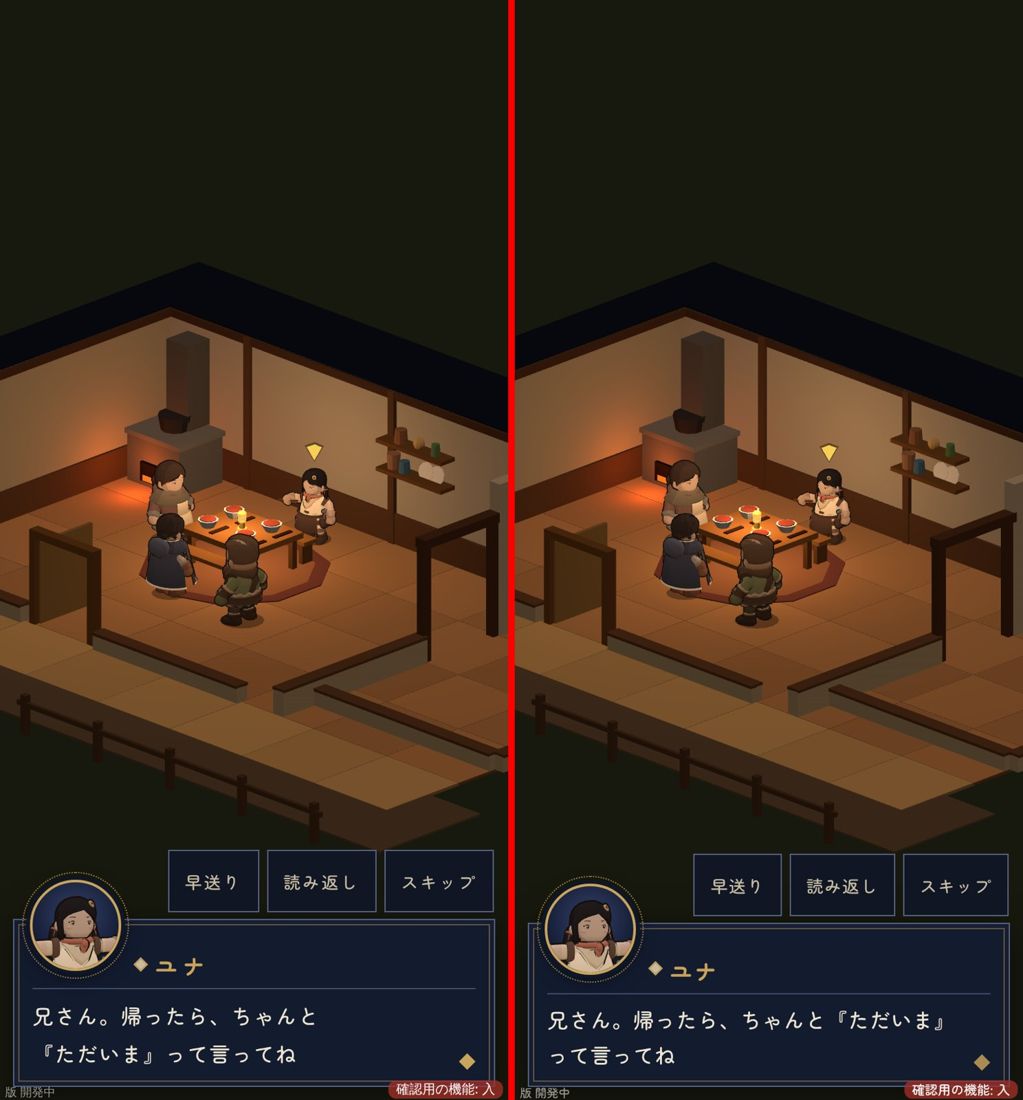 早送り
読み返し
スキップ
ユナ
兄さん。帰ったら、ちゃんと
『ただいま』って言ってね
版 開発中
確認用の機能: 入
早送り
読み返し
スキップ
ユナ
兄さん。帰ったら、ちゃんと『ただいま』
って言ってね
版 開発中
確認用の機能: 入